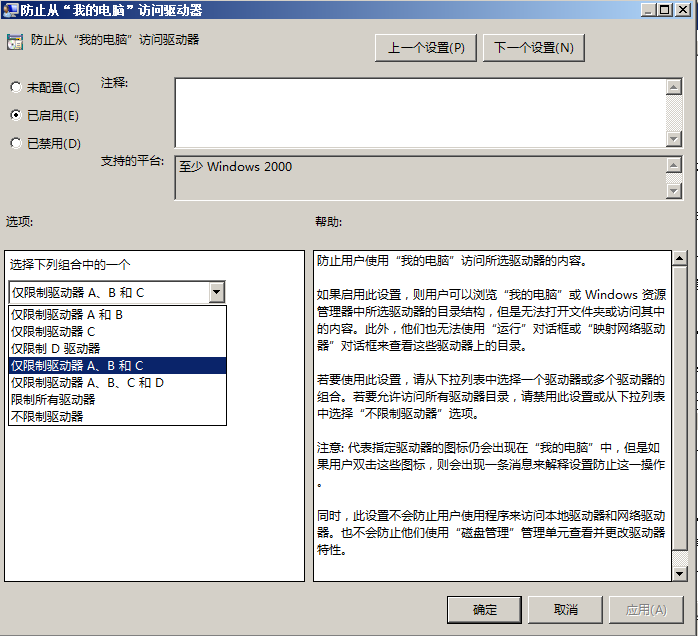 防止从“我的电脑”访问驱动器
防止从“我的电脑”访问驱动器
上一个设置(P)
下一个设置(N)
未配置(C)
已启用(E)
已禁用(D)
注释:
支持的平台:
至少 Windows 2000
选项:
帮助:
选择下列组合中的一个
仅限制驱动器 A、B 和 C
仅限制驱动器 A 和 B
仅限制驱动器 C
仅限制 D 驱动器
仅限制驱动器 A、B 和 C
仅限制驱动器 A、B、C 和 D
限制所有驱动器
不限制驱动器
防止用户使用“我的电脑”访问所选驱动器的内容。
如果启用此设置，则用户可以浏览“我的电脑”或 Windows 资源
管理器中所选驱动器的目录结构，但是无法打开文件夹或访问其中
的内容。此外，他们也无法使用“运行”对话框或“映射网络驱动
器”对话框来查看这些驱动器上的目录。
若要使用此设置，请从下拉列表中选择一个驱动器或多个驱动器的
组合。若要允许访问所有驱动器目录，请禁用此设置或从下拉列表
中选择“不限制驱动器”选项。
注意: 代表指定驱动器的图标仍会出现在“我的电脑”中，但是如
果用户双击这些图标，则会出现一条消息来解释设置防止这一操作
。
同时，此设置不会防止用户使用程序来访问本地驱动器和网络驱动
器。也不会防止他们使用“磁盘管理”管理单元查看并更改驱动器
特性。
确定
取消
应用(A)